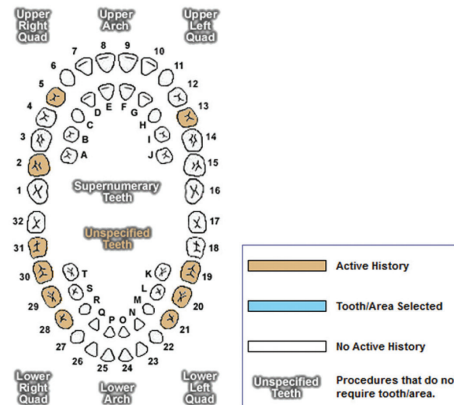 Upper Right Quad
Upper Arch
Upper Left Quad
8 9
7 10
6 11
5 12
4 13
3 14
2 15
1 16
E F
D G
C H
B I
A J
Supernumerary Teeth
Unspecified Teeth
32 17
31 18
30 19
29 20
28 21
27 22
26 23
25 24
T K
S L
R M
Q N
P O
Lower Right Quad
Lower Arch
Lower Left Quad
Active History
Tooth/Area Selected
No Active History
Unspecified Teeth
Procedures that do no
require tooth/area.